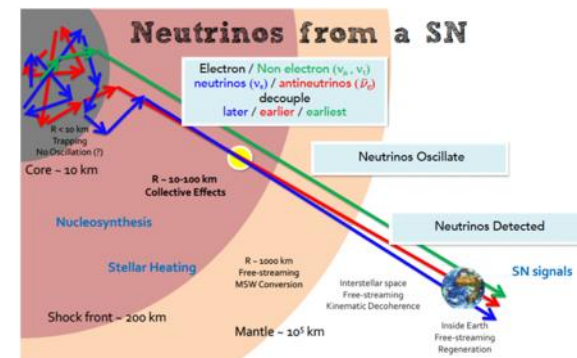 Neutrinos from a SN
Electron / Non electron (νμ, ντ)
neutrinos (νe) / antineutrinos (ν̄e)
decouple
later / earlier / earliest
R < 10 km
Trapping
No Oscillation (?)
Core ~ 10 km
R ~ 10-100 km
Collective Effects
Neutrinos Oscillate
Nucleosynthesis
Neutrinos Detected
Stellar Heating
R ~ 1000 km
Free-streaming
MSW Conversion
Interstellar space
Free-streaming
Kinematic Decoherence
SN signals
Shock front ~ 200 km
Mantle ~ 10⁵ km
Inside Earth
Free-streaming
Regeneration